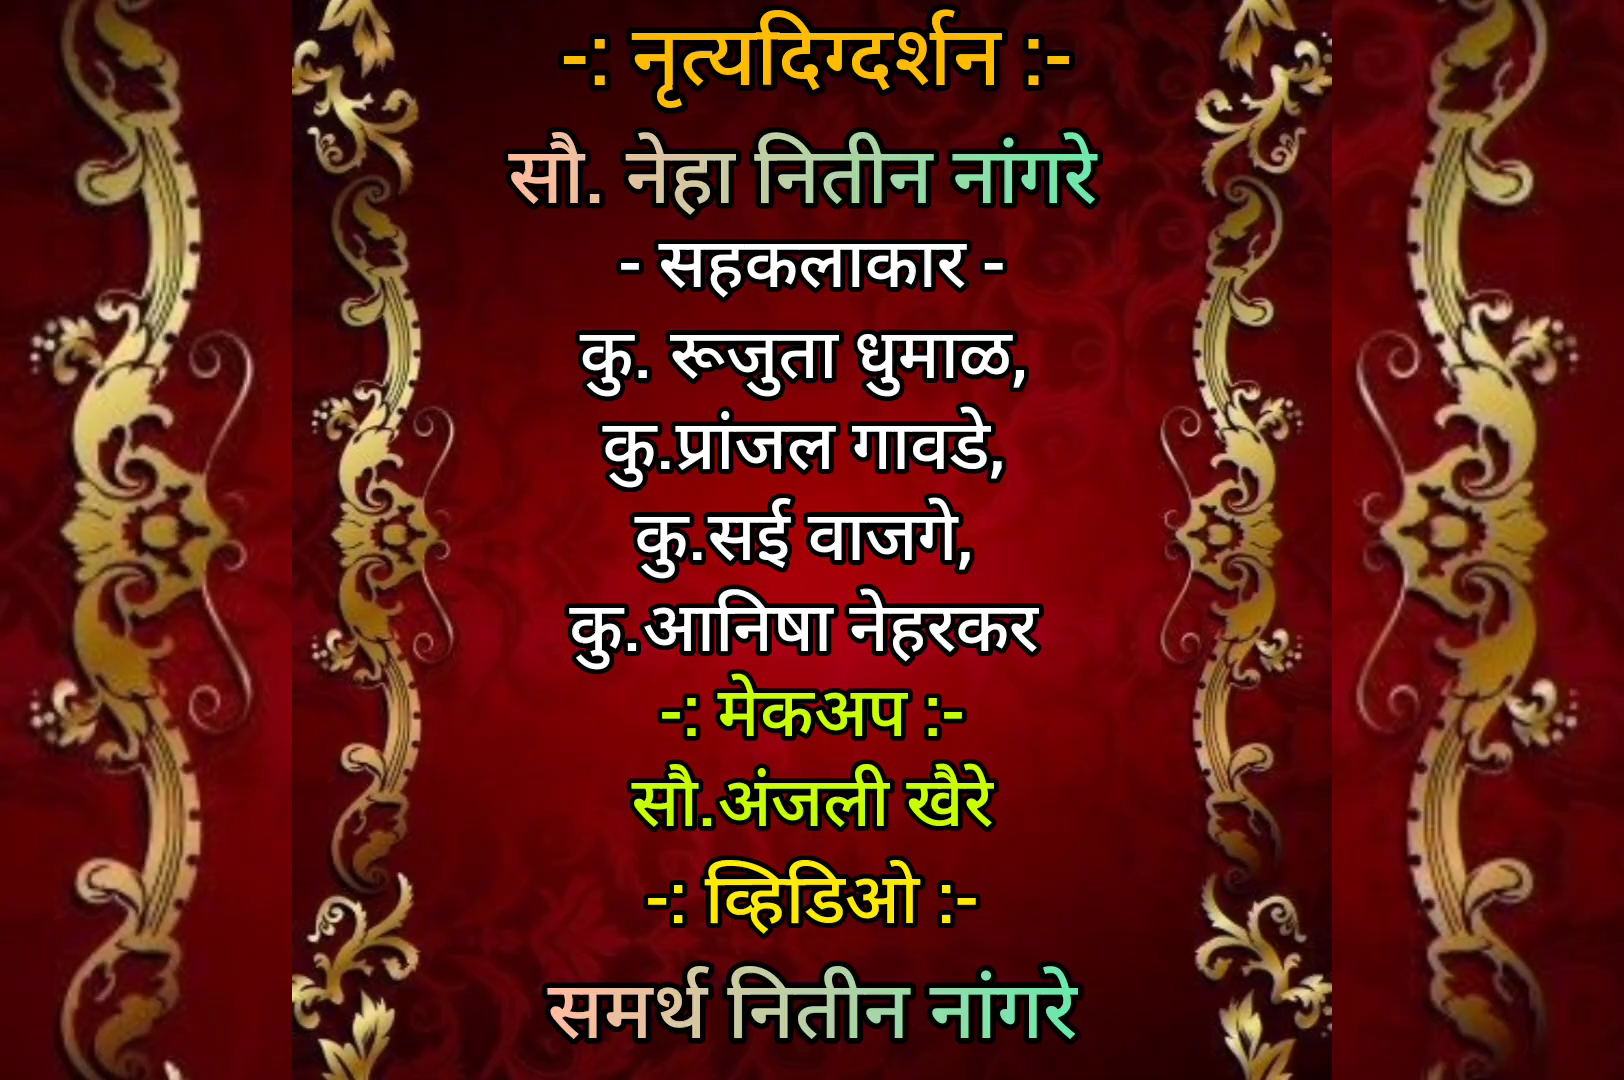 -: नृत्यदिग्दर्शन :-
सौ. नेहा नितीन नांगरे
- सहकलाकार -
कु. रूजुता धुमाळ,
कु.प्रांजल गावडे,
कु.सई वाजगे,
कु.आनिषा नेहरकर
-: मेकअप :-
सौ.अंजली खैरे
-: व्हिडिओ :-
समर्थ नितीन नांगरे